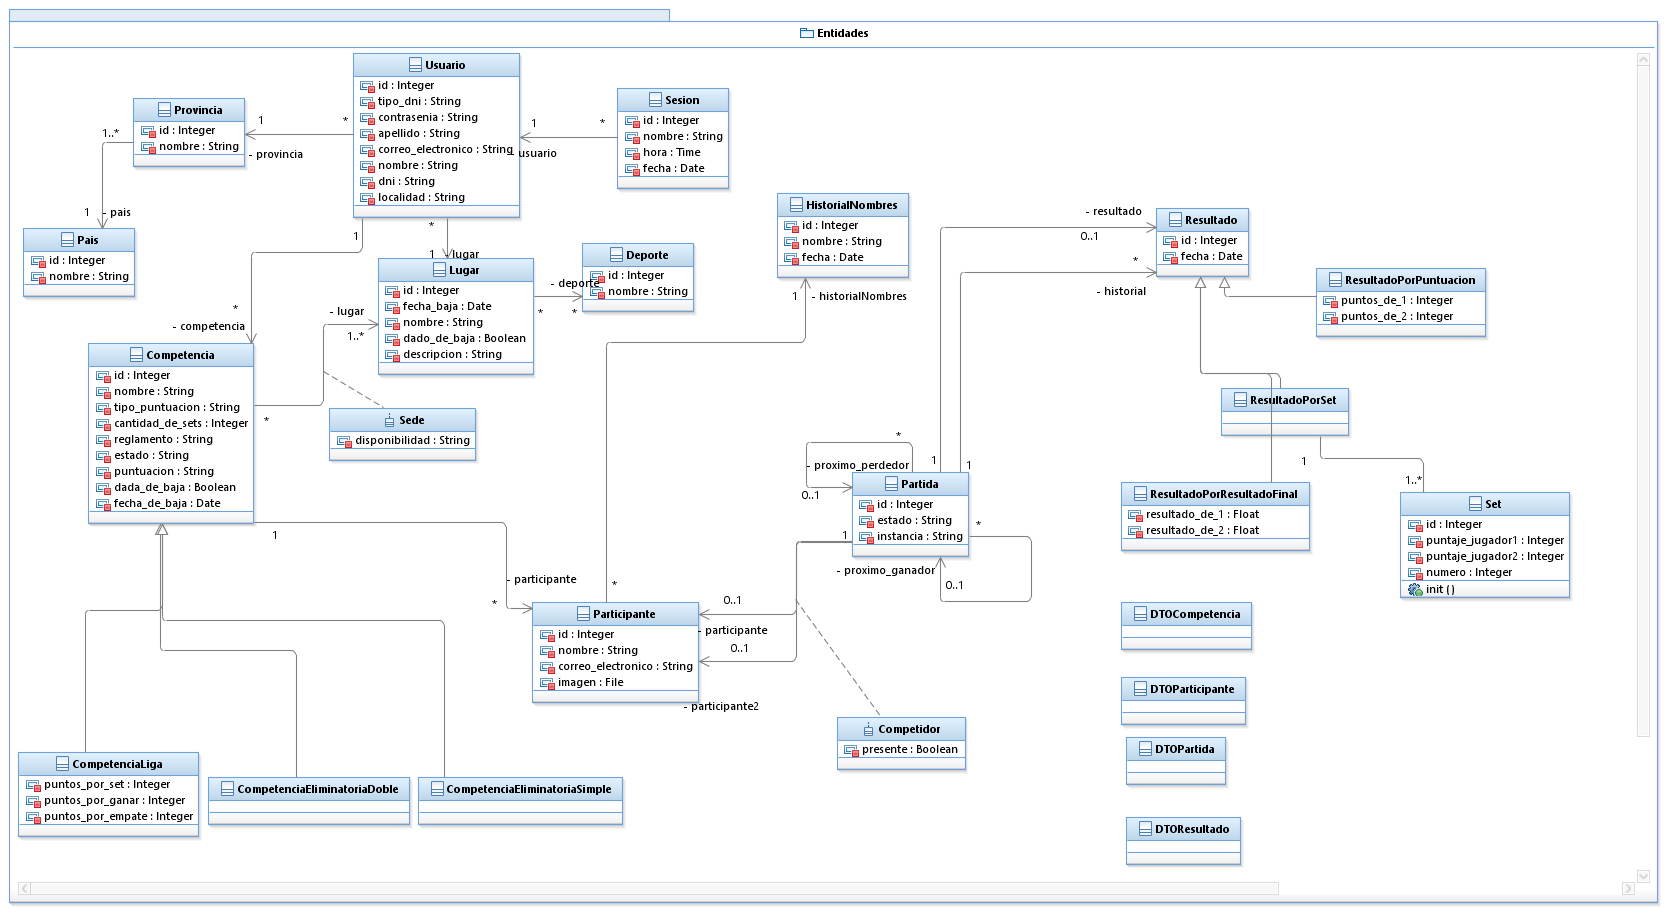 Entidades
Usuario
id : Integer
tipo_dni : String
contrasenia : String
apellido : String
correo_electronico : String
nombre : String
dni : String
localidad : String
Provincia
id : Integer
nombre : String
1
*
- provincia
1..*
1
- pais
Pais
id : Integer
nombre : String
Sesion
id : Integer
nombre : String
hora : Time
fecha : Date
1
*
- usuario
1
*
- competencia
*
1
- lugar
Lugar
id : Integer
fecha_baja : Date
nombre : String
dado_de_baja : Boolean
descripcion : String
Deporte
id : Integer
nombre : String
- deporte
*
*
HistorialNombres
id : Integer
nombre : String
fecha : Date
1
- historialNombres
*
Resultado
id : Integer
fecha : Date
- resultado
0..1
*
- historial
ResultadoPorPuntuacion
puntos_de_1 : Integer
puntos_de_2 : Integer
Competencia
id : Integer
nombre : String
tipo_puntuacion : String
cantidad_de_sets : Integer
reglamento : String
estado : String
puntuacion : String
dada_de_baja : Boolean
fecha_de_baja : Date
- lugar
1..*
*
Sede
disponibilidad : String
ResultadoPorSet
1
1..*
ResultadoPorResultadoFinal
resultado_de_1 : Float
resultado_de_2 : Float
Set
id : Integer
puntaje_jugador1 : Integer
puntaje_jugador2 : Integer
numero : Integer
init ( )
*
- proximo_perdedor
0..1
1
1
Partida
id : Integer
estado : String
instancia : String
*
1
- proximo_ganador
0..1
1
- participante
*
Participante
id : Integer
nombre : String
correo_electronico : String
imagen : File
0..1
- participante
0..1
- participante2
Competidor
presente : Boolean
DTOCompetencia
DTOParticipante
DTOPartida
DTOResultado
CompetenciaLiga
puntos_por_set : Integer
puntos_por_ganar : Integer
puntos_por_empate : Integer
CompetenciaEliminatoriaDoble
CompetenciaEliminatoriaSimple